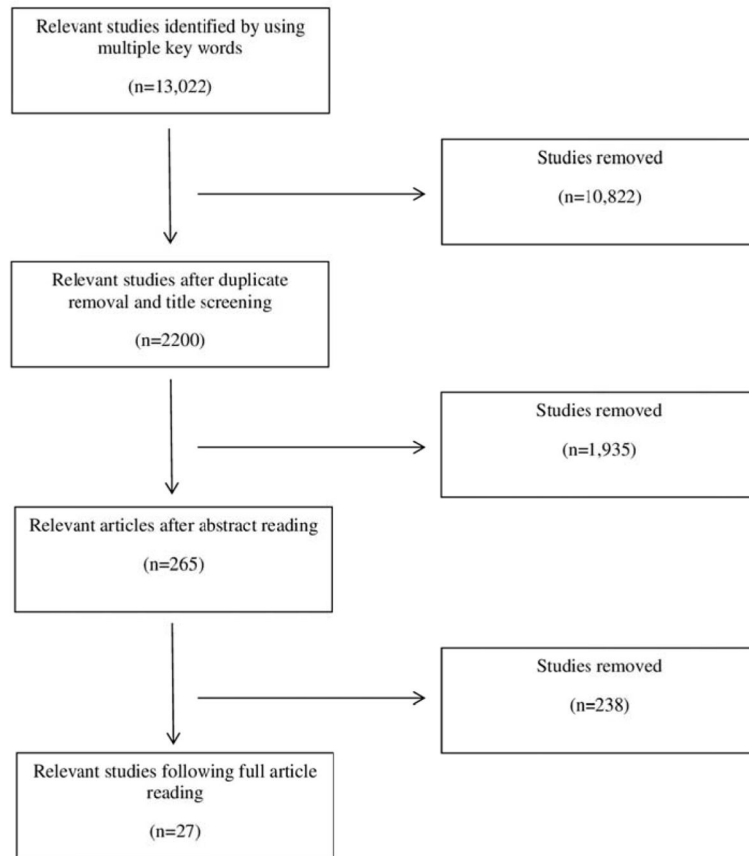 Relevant studies identified by using
multiple key words
(n=13,022)
Studies removed
(n=10,822)
Relevant studies after duplicate
removal and title screening
(n=2200)
Studies removed
(n=1,935)
Relevant articles after abstract reading
(n=265)
Studies removed
(n=238)
Relevant studies following full article
reading
(n=27)